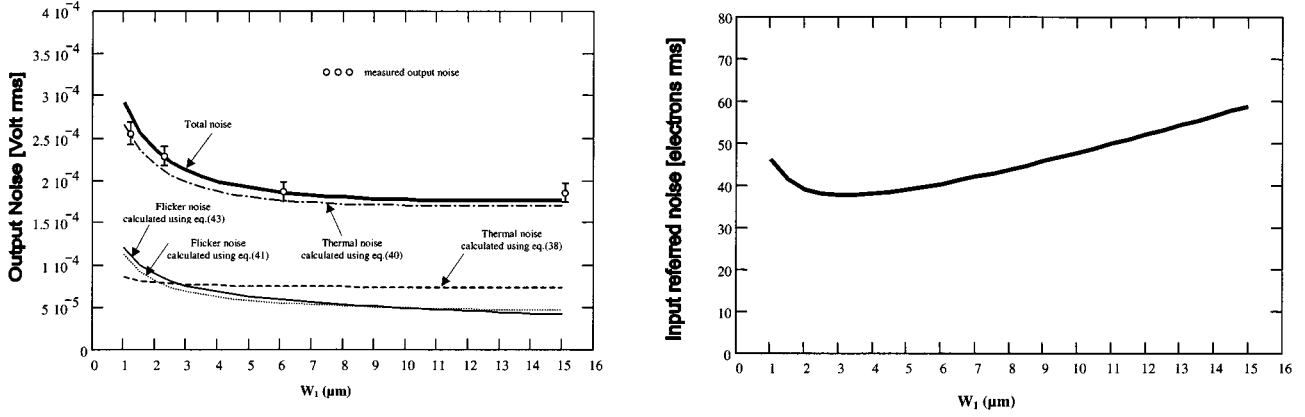 Output Noise [Volt rms]
4 10⁻⁴
3.5 10⁻⁴
3 10⁻⁴
2.5 10⁻⁴
2 10⁻⁴
1.5 10⁻⁴
1 10⁻⁴
5 10⁻⁵
0
measured output noise
Total noise
Flicker noise
calculated using eq.(43)
Flicker noise
calculated using eq.(41)
Thermal noise
calculated using eq.(40)
Thermal noise
calculated using eq.(38)
0 1 2 3 4 5 6 7 8 9 10 11 12 13 14 15 16
W₁ (µm)
Input referred noise [electrons rms]
80
70
60
50
40
30
20
10
0
0 1 2 3 4 5 6 7 8 9 10 11 12 13 14 15 16
W₁ (µm)